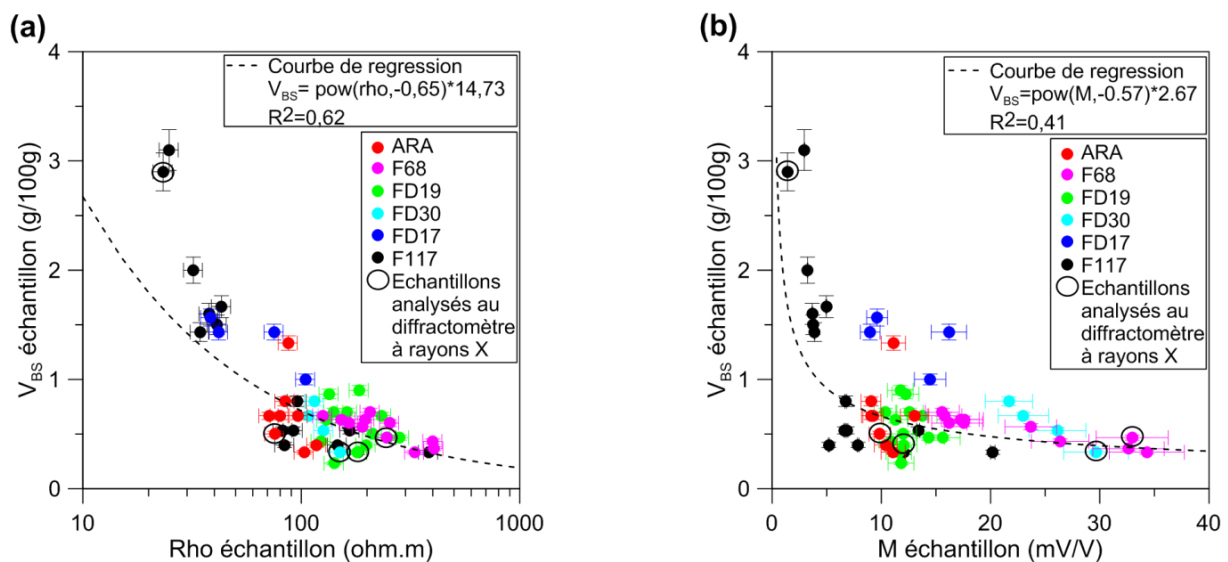 (a)
4
3
2
1
0
V_BS échantillon (g/100g)
Courbe de regression
V_BS= pow(rho,-0,65)*14,73
R2=0,62
ARA
F68
FD19
FD30
FD17
F117
Echantillons
analysés au
diffractomètre
à rayons X
10
100
1000
Rho échantillon (ohm.m)
(b)
4
3
2
1
0
V_BS échantillon (g/100g)
Courbe de regression
V_BS=pow(M,-0.57)*2.67
R2=0,41
ARA
F68
FD19
FD30
FD17
F117
Echantillons
analysés au
diffractomètre
à rayons X
0
10
20
30
40
M échantillon (mV/V)